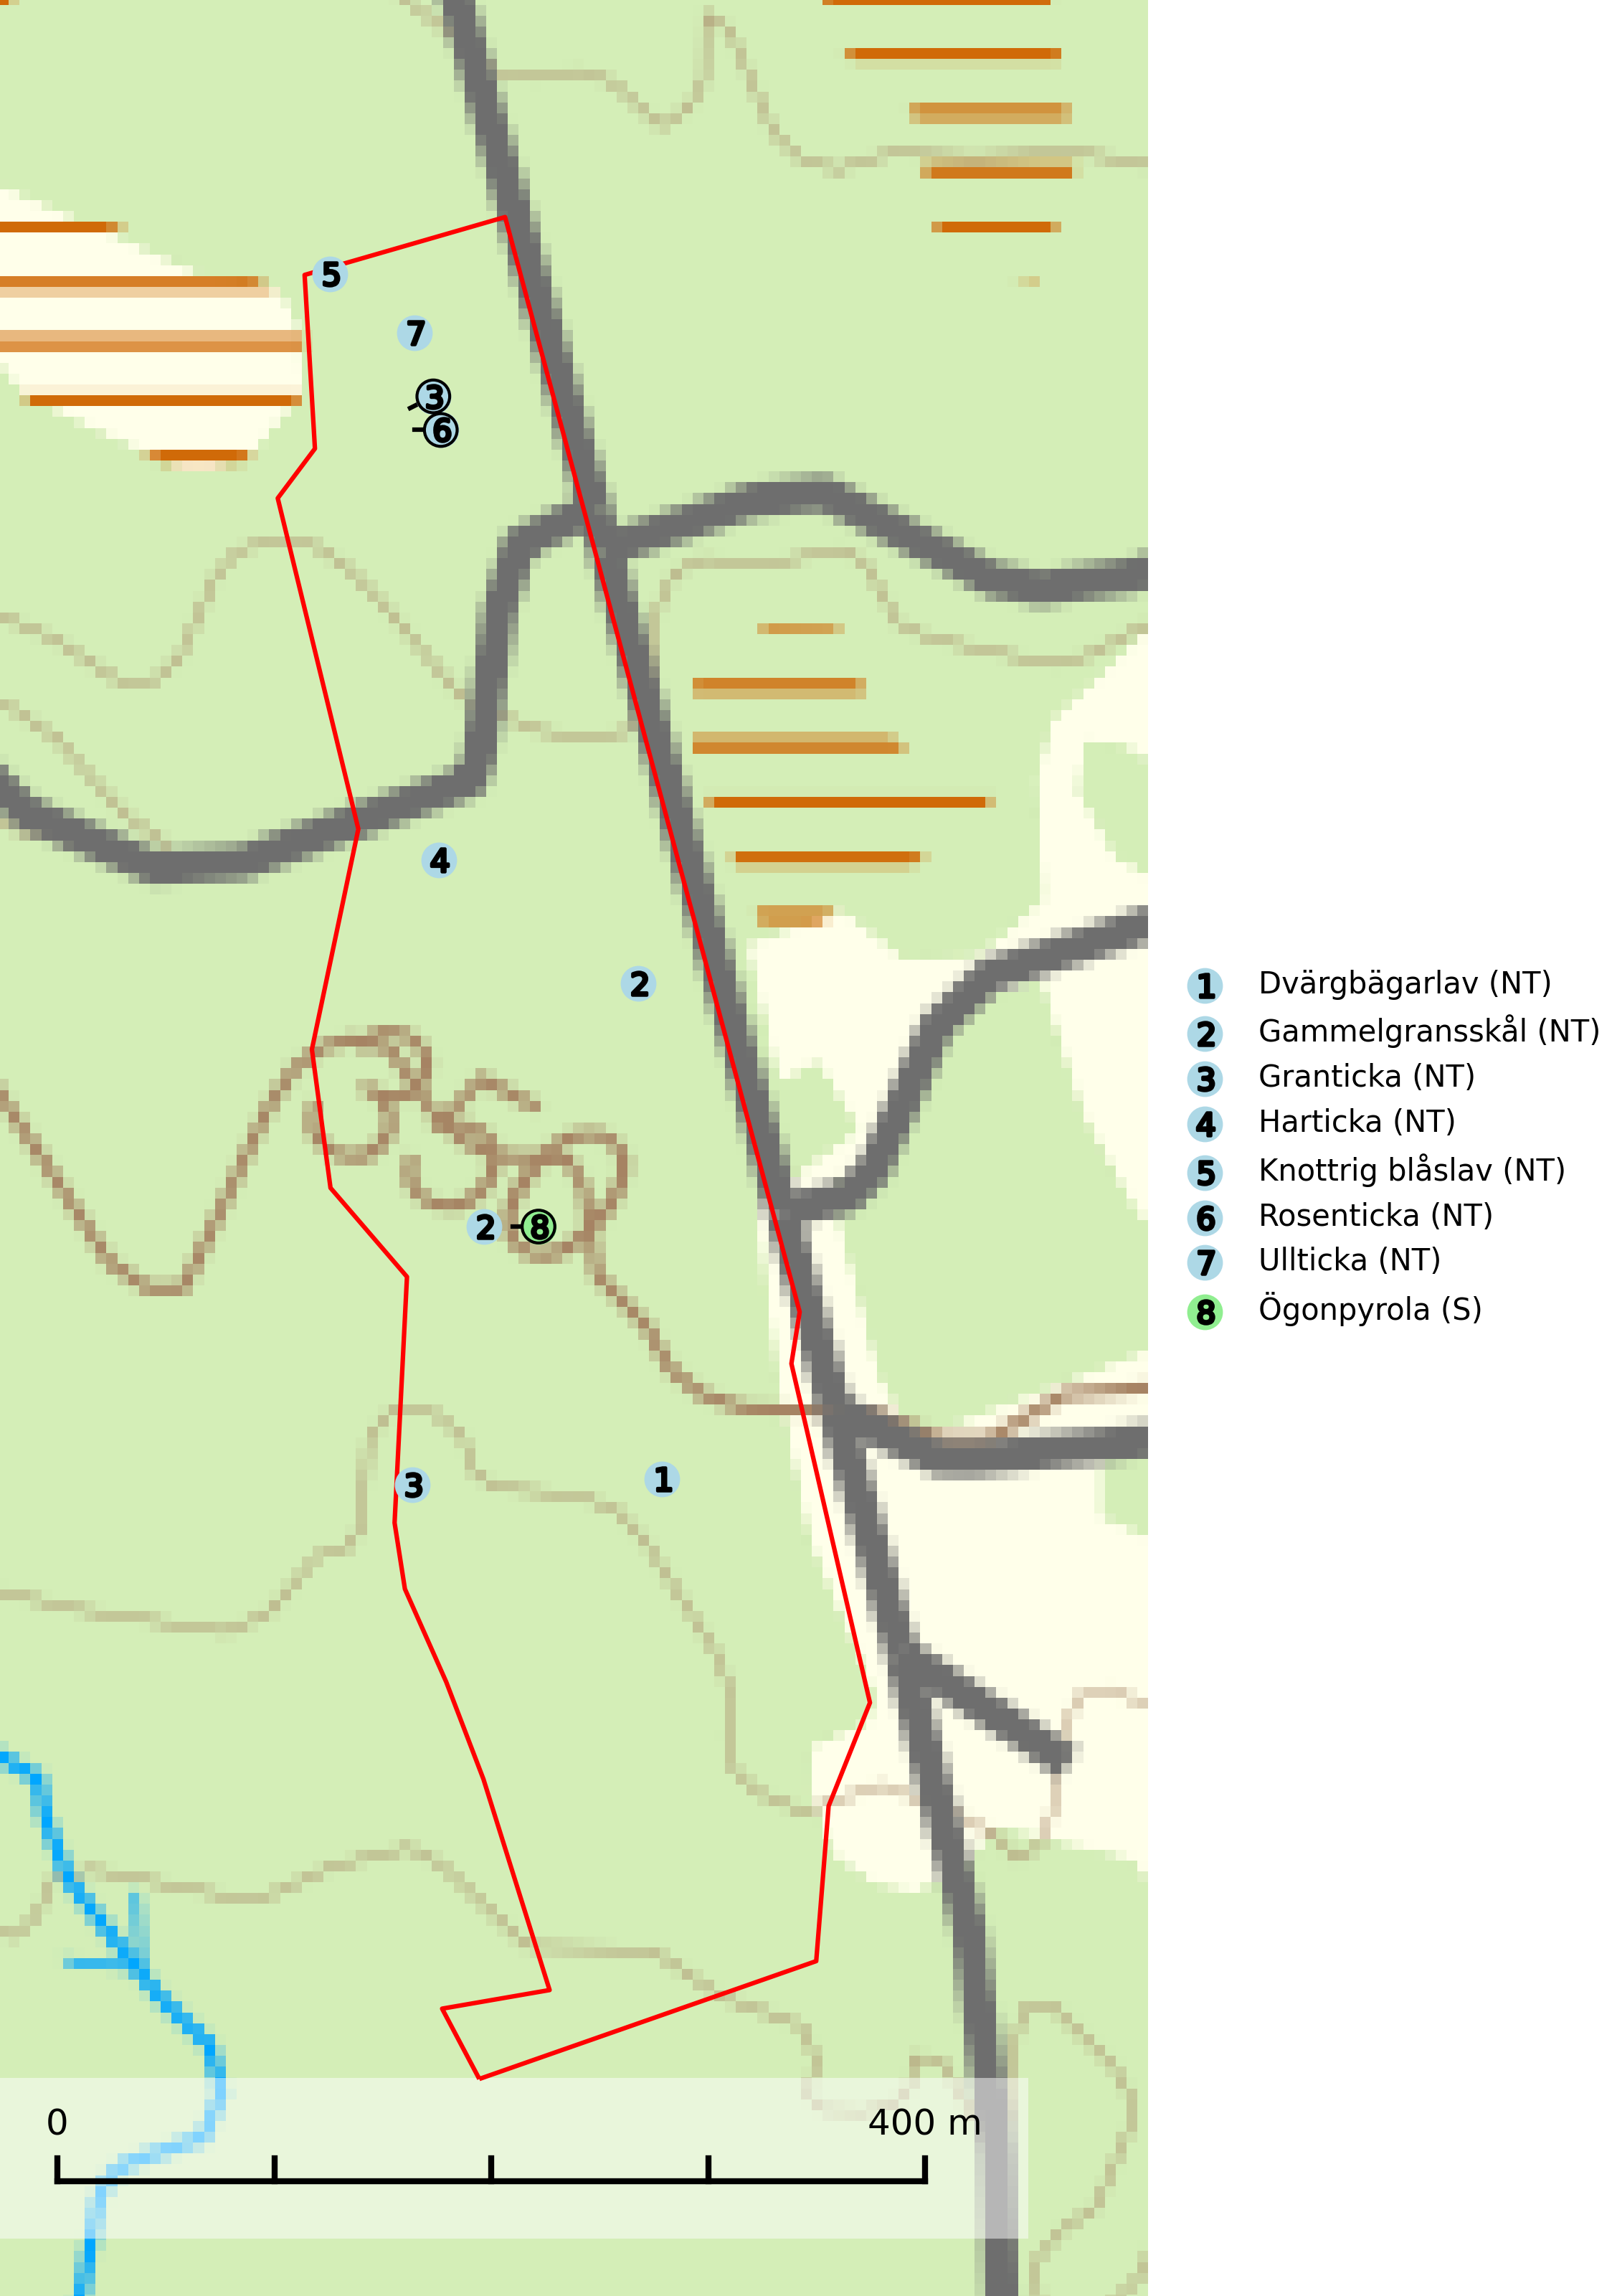 5
7
3
6
4
2
2 8
3 1
1 Dvärgbägarlav (NT)
2 Gammelgransskål (NT)
3 Granticka (NT)
4 Harticka (NT)
5 Knottrig blåslav (NT)
6 Rosenticka (NT)
7 Ullticka (NT)
8 Ögonpyrola (S)
0 400 m